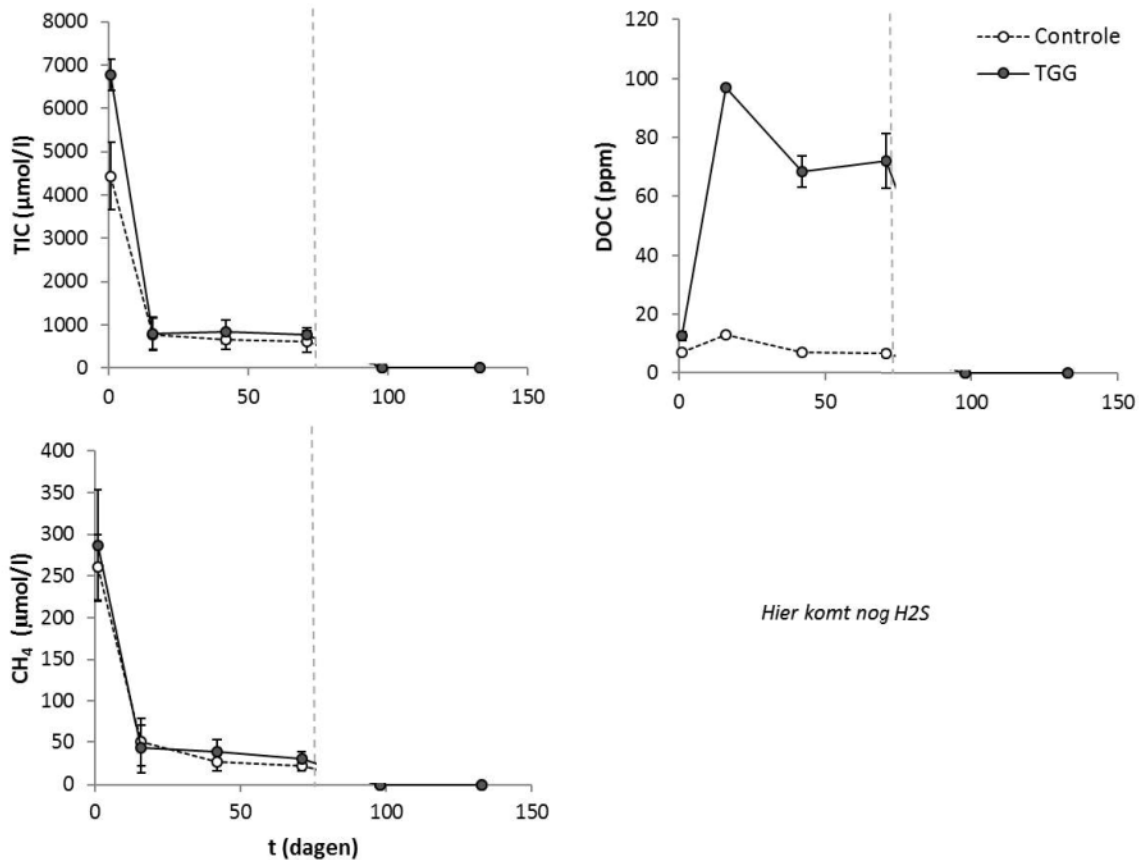 8000
7000
6000
5000
4000
3000
2000
1000
0
TIC (µmol/l)
0 50 100 150
120
100
80
60
40
20
0
DOC (ppm)
0 50 100 150
Controle
TGG
400
350
300
250
200
150
100
50
0
CH₄ (µmol/l)
0 50 100 150
t (dagen)
Hier komt nog H2S